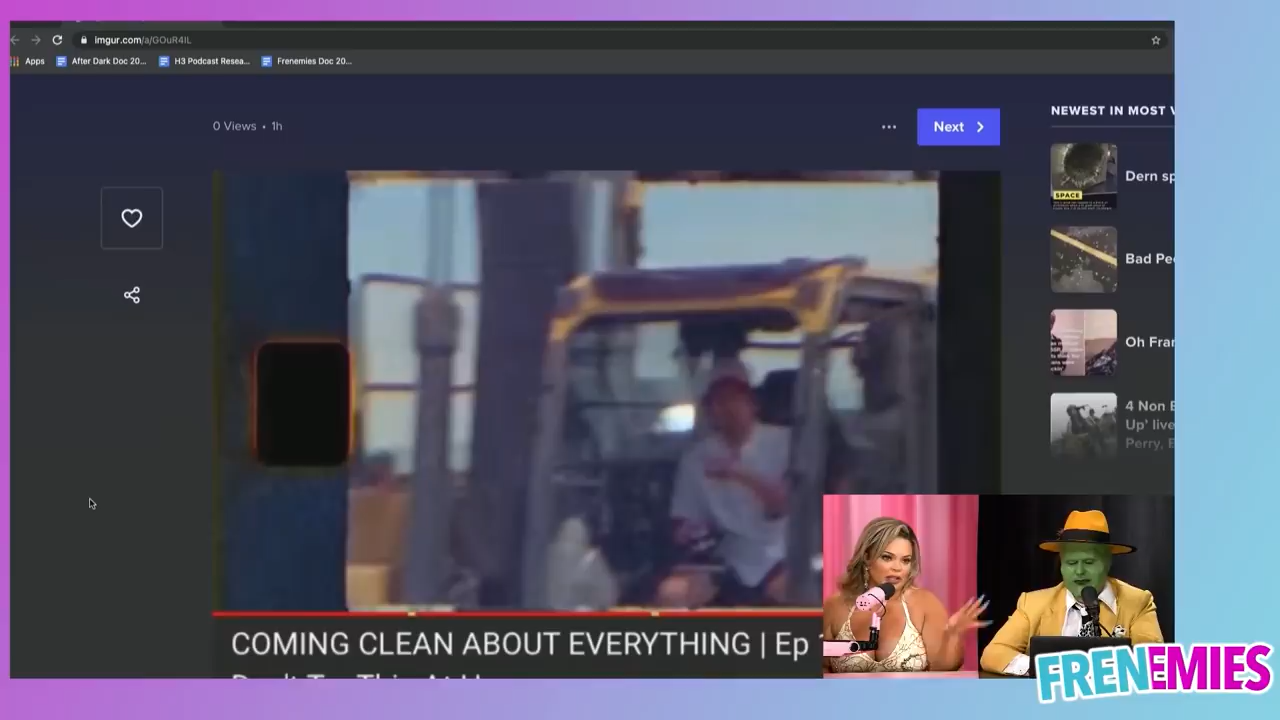 imgur.com/a/GOuR4IL
Apps After Dark Doc 20... H3 Podcast Resea... Frenemies Doc 20...
0 Views • 1h
Next
NEWEST IN MOST
Dern sp
SPACE
Bad Pe
Oh Fran
4 Non
Up' live
Perry,
COMING CLEAN ABOUT EVERYTHING | Ep
FRENEMIES